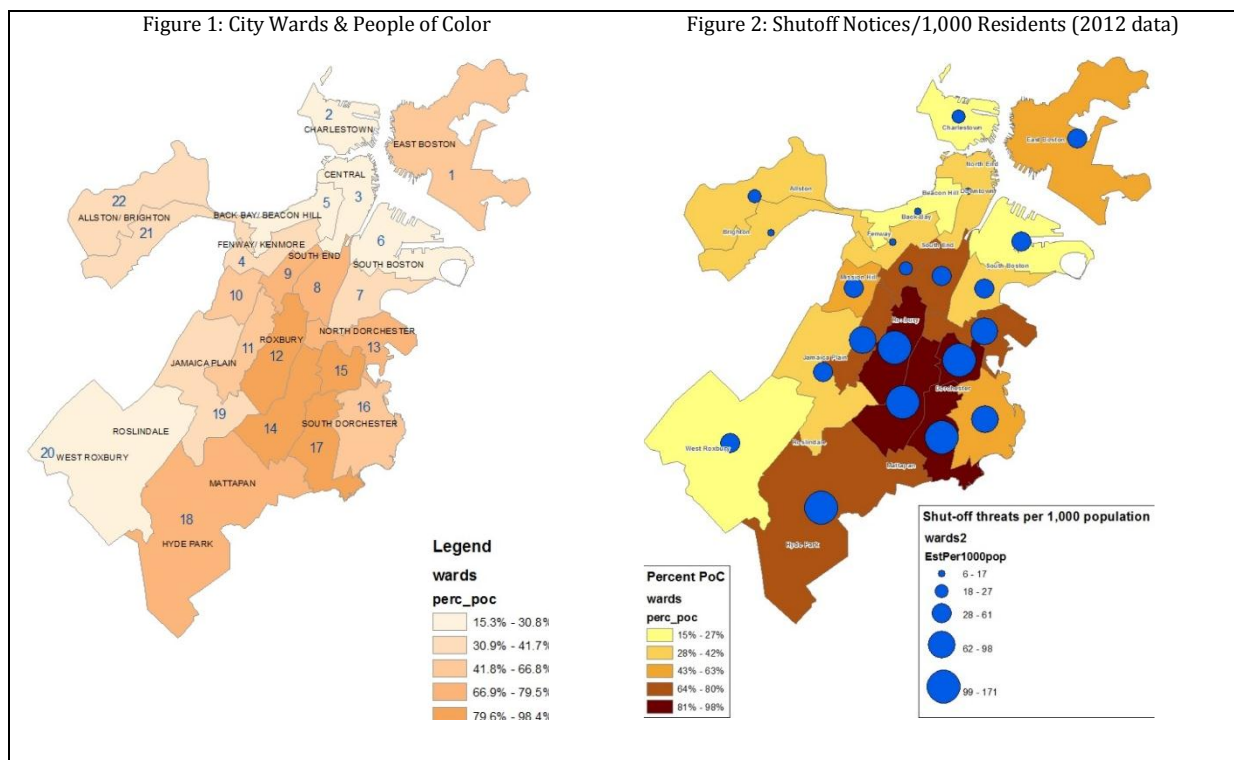 Figure 1: City Wards & People of Color
2
CHARLESTOWN
EAST BOSTON
1
CENTRAL
22
5
3
ALLSTON/ BRIGHTON
BACK BAY/ BEACON HILL
21
6
FENWAY/ KENMORE
4
SOUTH END
SOUTH BOSTON
9
8
10
7
ROXBURY
NORTH DORCHESTER
11
12
13
JAMAICA PLAIN
15
16
19
14
SOUTH DORCHESTER
ROSLINDALE
17
20
WEST ROXBURY
MATTAPAN
18
HYDE PARK
Legend
wards
perc_poc
15.3% - 30.8%
30.9% - 41.7%
41.8% - 66.8%
66.9% - 79.5%
79.6% - 98.4%
Figure 2: Shutoff Notices/1,000 Residents (2012 data)
Charlestown
East Boston
North End
Beacon Hill
Downtown
Allston
Back Bay
Brighton
Fenway
South End
South Boston
Mission Hill
Roxbury
Jamaica Plain
Dorchester
West Roxbury
Roslindale
Mattapan
Hyde Park
Percent PoC
wards
perc_poc
15% - 27%
28% - 42%
43% - 63%
64% - 80%
81% - 98%
Shut-off threats per 1,000 population
wards2
EstPer1000pop
6 - 17
18 - 27
28 - 61
62 - 98
99 - 171